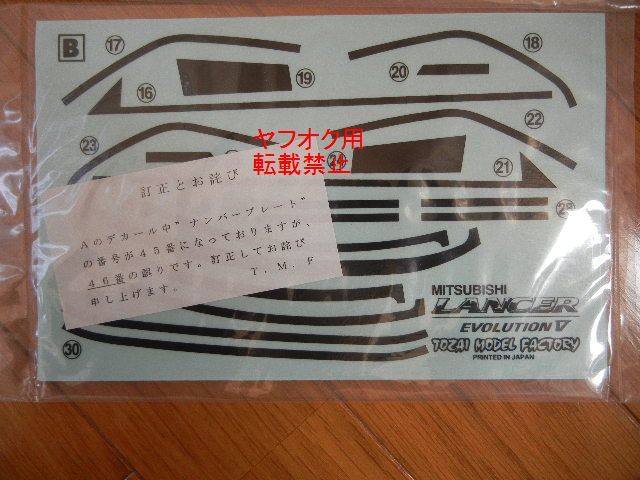 B
17
18
16
19
20
23
ヤフオク用
転載禁止
22
21
訂正とお詫び
Aのデカール中"ナンバープレート"
の番号が45番になっておりますが、
46番の誤りです。訂正してお詫び
申し上げます。 T.M.F
MITSUBISHI
LANCER
EVOLUTION V
TOZAI MODEL FACTORY
PRINTED IN JAPAN
30